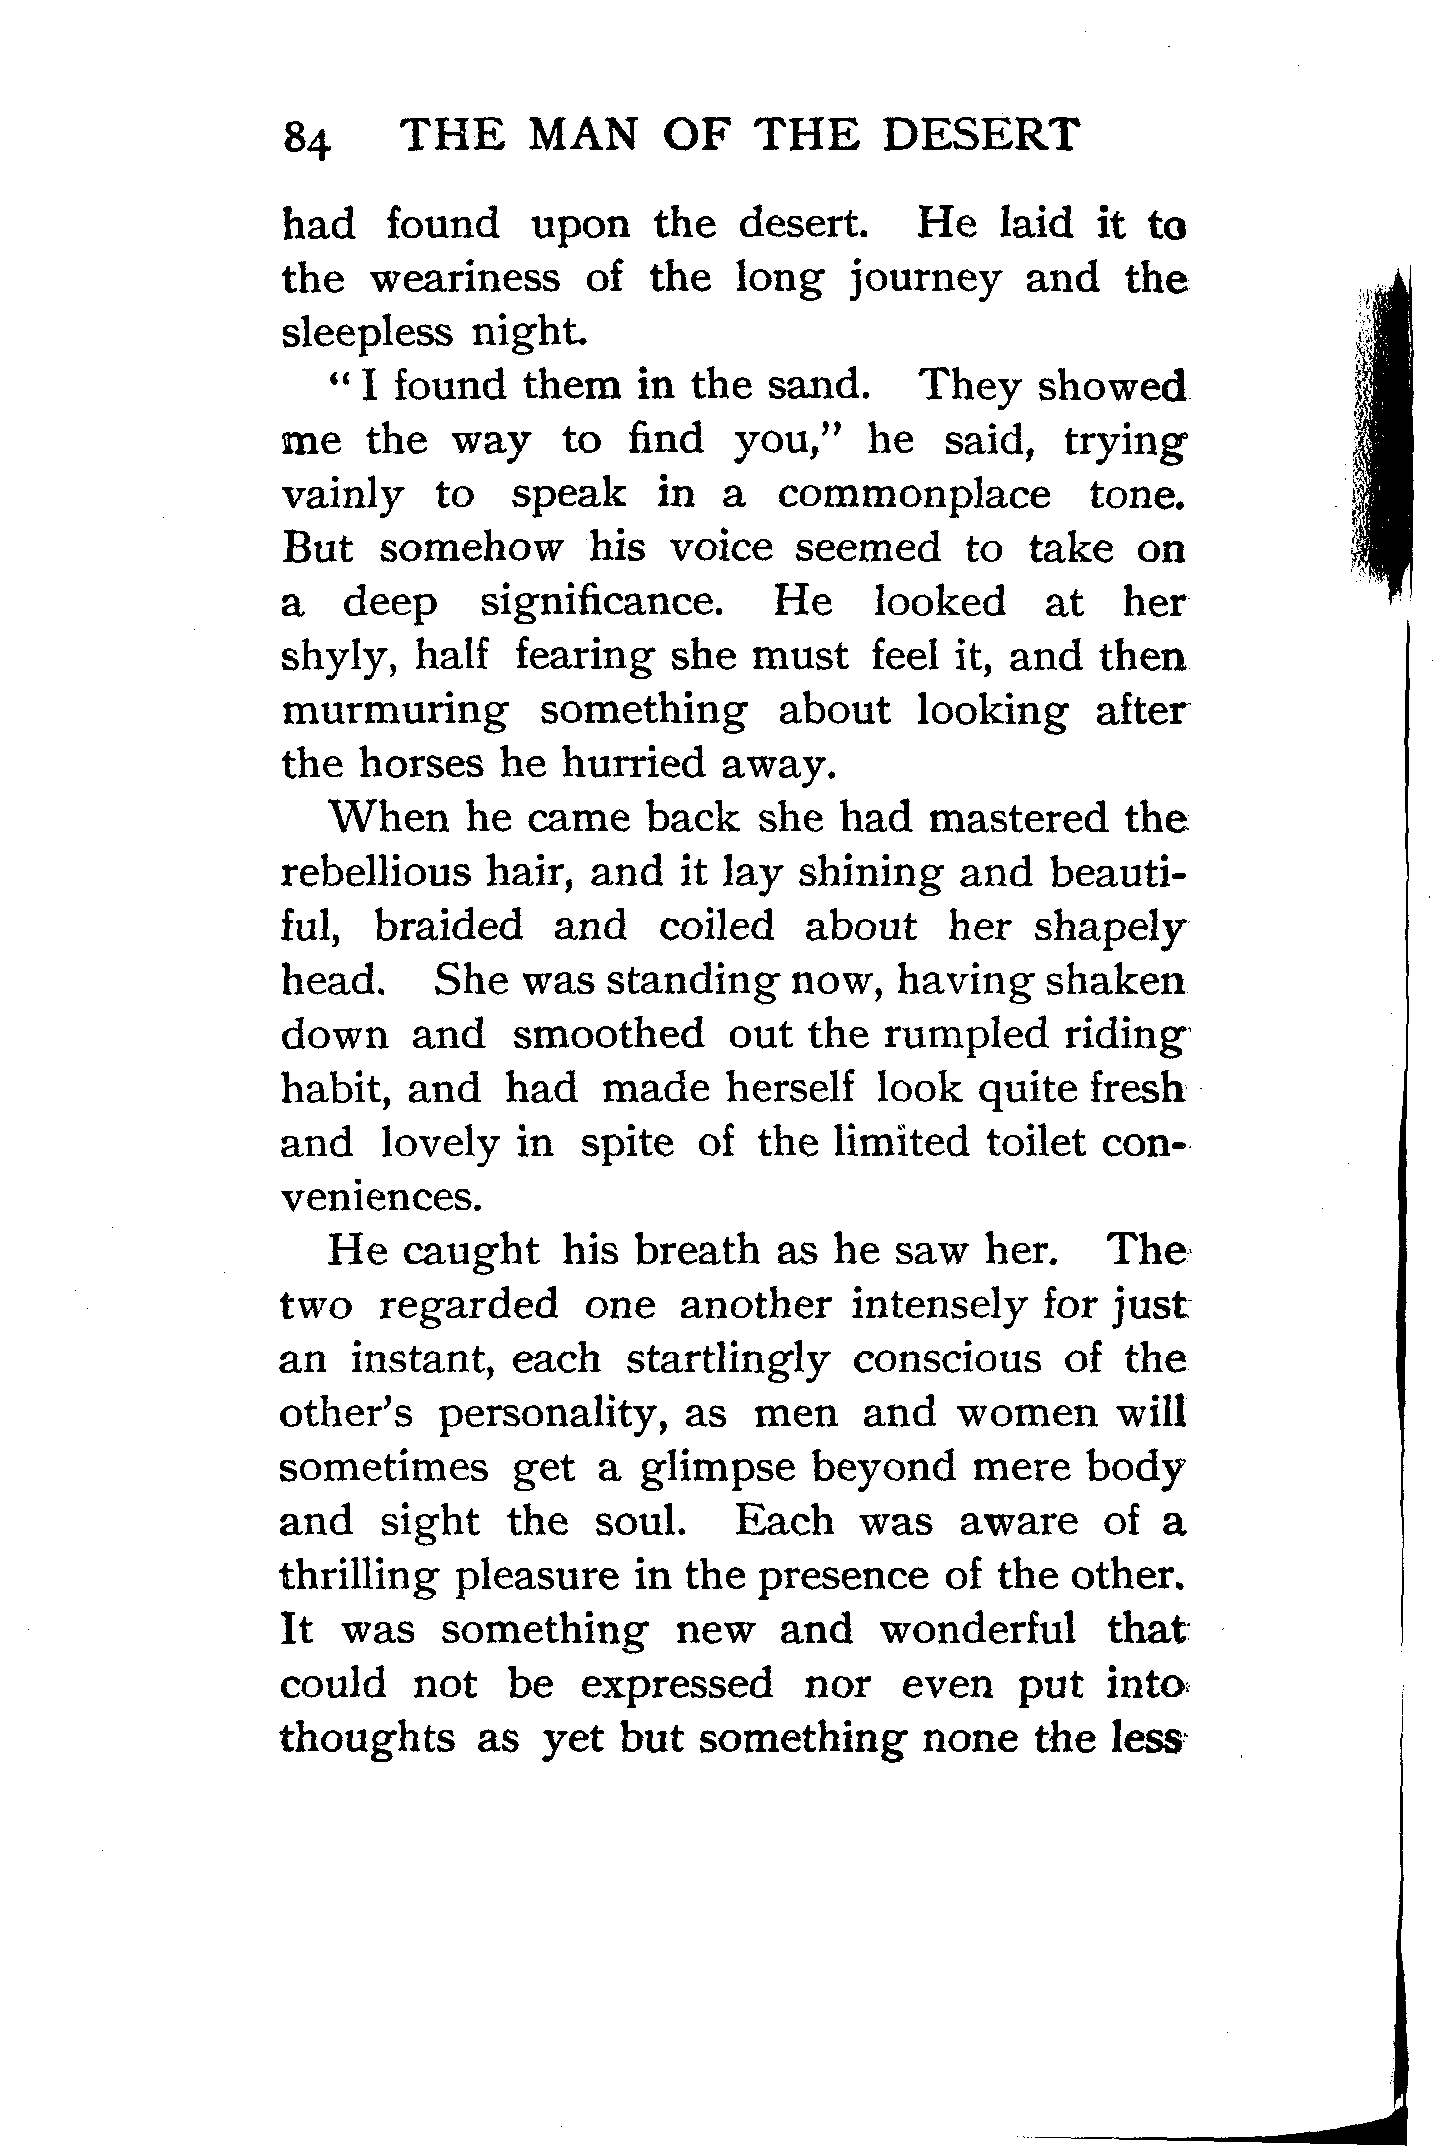 84 THE MAN OF THE DESERT
had found upon the desert. He laid it to
the weariness of the long journey and the
sleepless night.
“ I found them in the sand. They showed
me the way to find you,” he said, trying
vainly to speak in a commonplace tone.
But somehow his voice seemed to take on
a deep significance. He looked at her
shyly, half fearing she must feel it, and then
murmuring something about looking after
the horses he hurried away.
When he came back she had mastered the
rebellious hair, and it lay shining and beauti-
ful, braided and coiled about her shapely
head. She was standing now, having shaken
down and smoothed out the rumpled riding
habit, and had made herself look quite fresh
and lovely in spite of the limited toilet con-
veniences.
He caught his breath as he saw her. The
two regarded one another intensely for just
an instant, each startlingly conscious of the
other's personality, as men and women will
sometimes get a glimpse beyond mere body
and sight the soul. Each was aware of a
thrilling pleasure in the presence of the other.
It was something new and wonderful that
could not be expressed nor even put into
thoughts as yet but something none the less